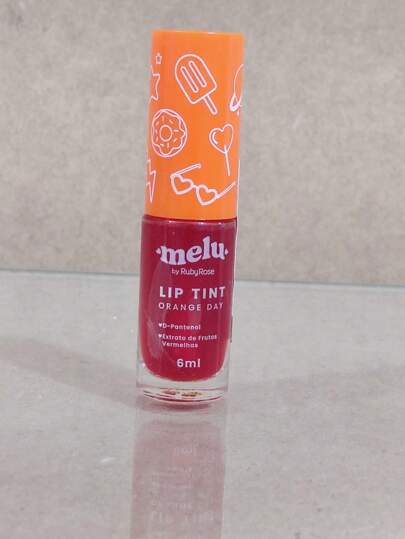 melu
by RubyRose
LIP TINT
ORANGE DAY
D-Pantenol
Extrato de Frutas
Vermelhas
6ml